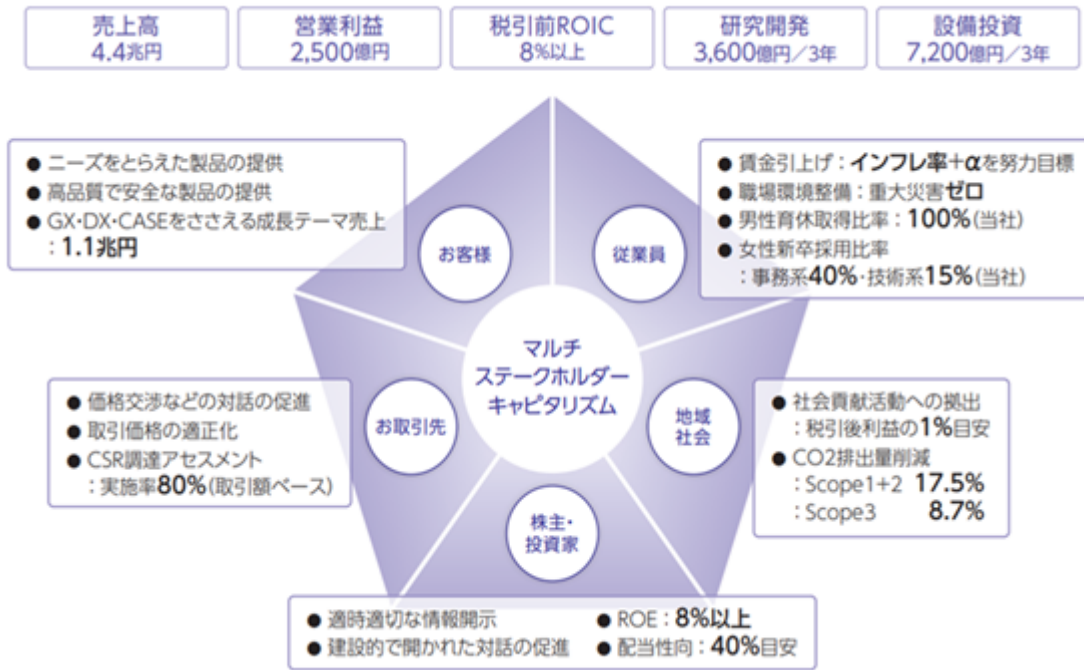 売上高
4.4兆円
営業利益
2,500億円
税引前ROIC
8%以上
研究開発
3,600億円／3年
設備投資
7,200億円／3年
● ニーズをとらえた製品の提供
● 高品質で安全な製品の提供
● GX・DX・CASEをささえる成長テーマ売上
：1.1兆円
● 賃金引上げ：インフレ率+αを努力目標
● 職場環境整備：重大災害ゼロ
● 男性育休取得比率：100%(当社)
● 女性新卒採用比率
：事務系40%・技術系15%(当社)
お客様
従業員
マルチ
ステークホルダー
キャピタリズム
● 価格交渉などの対話の促進
● 取引価格の適正化
● CSR調達アセスメント
：実施率80%(取引額ベース)
お取引先
地域
社会
● 社会貢献活動への拠出
：税引後利益の1%目安
● CO2排出量削減
：Scope1+2 17.5%
：Scope3 8.7%
株主・
投資家
● 適時適切な情報開示
● 建設的で開かれた対話の促進
● ROE：8%以上
● 配当性向：40%目安